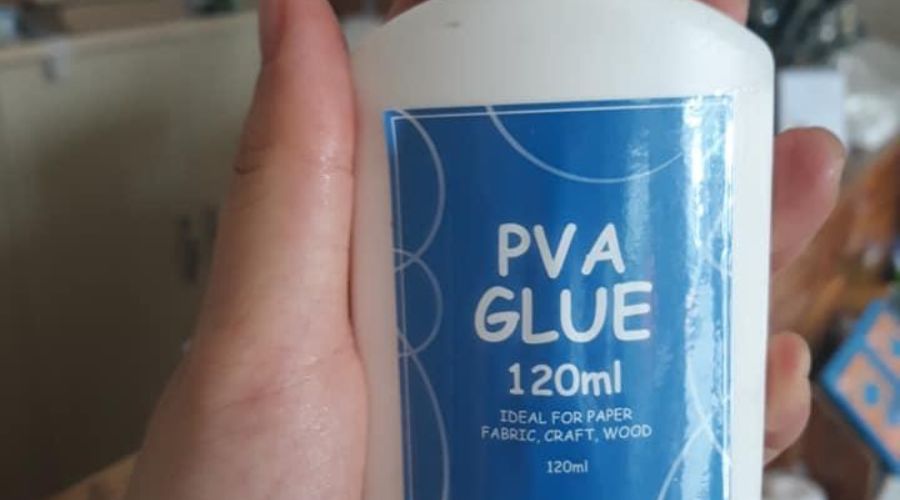 PVA
GLUE
120ml
IDEAL FOR PAPER
FABRIC, CRAFT, WOOD
120ml